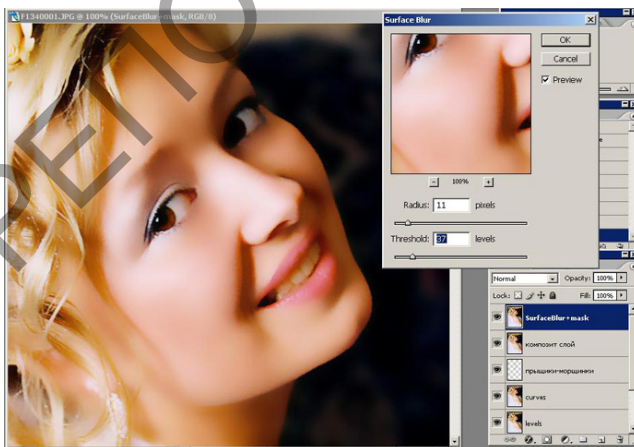 F1340001.JPG @ 100% (SurfaceBlur+mask, RGB/8)
Surface Blur
OK
Cancel
Preview
100%
Radius: 11 pixels
Threshold: 37 levels
Normal
Opacity: 100%
Lock:
Fill: 100%
SurfaceBlur+mask
композит слой
прыщики-морщинки
curves
levels